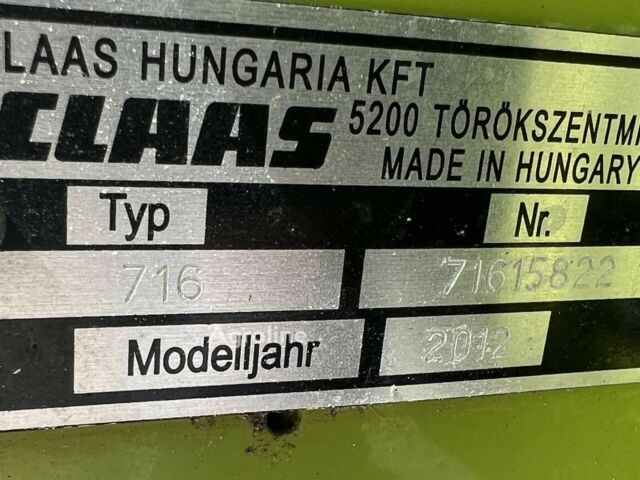 LAAS HUNGARIA KFT
CLAAS 5200 TÖRÖKSZENTMI
MADE IN HUNGARY
Typ Nr.
716 71615822
Modelljahr 2012